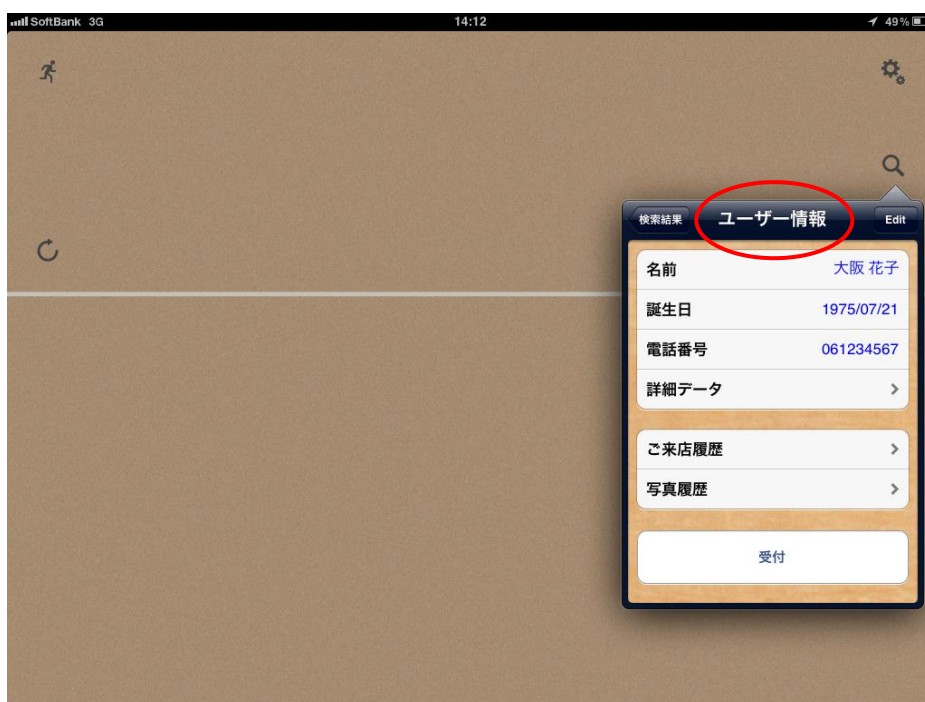 SoftBank 3G 14:12 49%
検索結果 ユーザー情報 Edit
名前 大阪 花子
誕生日 1975/07/21
電話番号 061234567
詳細データ
ご来店履歴
写真履歴
受付